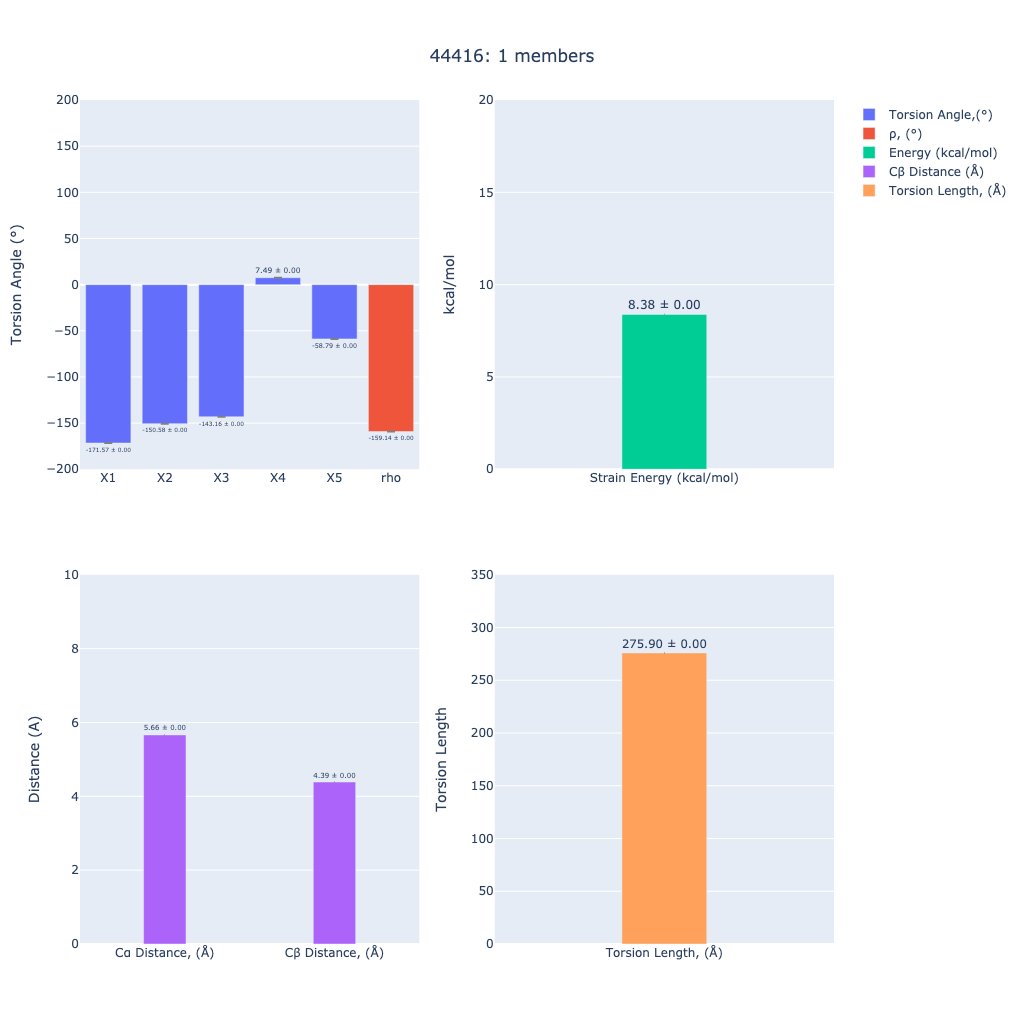 44416: 1 members
200
150
100
50
0
−50
−100
−150
−200
Torsion Angle (°)
7.49 ± 0.00
-58.79 ± 0.00
-143.16 ± 0.00
-150.58 ± 0.00
-159.14 ± 0.00
-171.57 ± 0.00
X1 X2 X3 X4 X5 rho
20
15
10
5
0
kcal/mol
8.38 ± 0.00
Strain Energy (kcal/mol)
Torsion Angle,(°)
ρ, (°)
Energy (kcal/mol)
Cβ Distance (Å)
Torsion Length, (Å)
10
8
6
4
2
0
Distance (A)
5.66 ± 0.00
4.39 ± 0.00
Cα Distance, (Å) Cβ Distance, (Å)
350
300
250
200
150
100
50
0
Torsion Length
275.90 ± 0.00
Torsion Length, (Å)